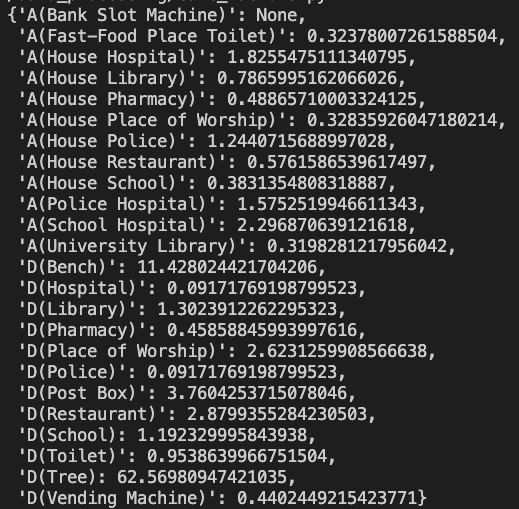 {'A(Bank Slot Machine)': None,
'A(Fast-Food Place Toilet)': 0.32378007261588504,
'A(House Hospital)': 1.8255475111340795,
'A(House Library)': 0.7865995162066026,
'A(House Pharmacy)': 0.48865710003324125,
'A(House Place of Worship)': 0.32835926047180214,
'A(House Police)': 1.2440715688997028,
'A(House Restaurant)': 0.5761586539617497,
'A(House School)': 0.3831354808318887,
'A(Police Hospital)': 1.5752519946611343,
'A(School Hospital)': 2.296870639121618,
'A(University Library)': 0.3198281217956042,
'D(Bench)': 11.428024421704206,
'D(Hospital)': 0.09171769198799523,
'D(Library)': 1.3023912262295323,
'D(Pharmacy)': 0.45858845993997616,
'D(Place of Worship)': 2.6231259908566638,
'D(Police)': 0.09171769198799523,
'D(Post Box)': 3.7604253715078046,
'D(Restaurant)': 2.8799355284230503,
'D(School): 1.192329995843938,
'D(Toilet)': 0.9538639966751504,
'D(Tree): 62.56980947421035,
'D(Vending Machine)': 0.4402449215423771}